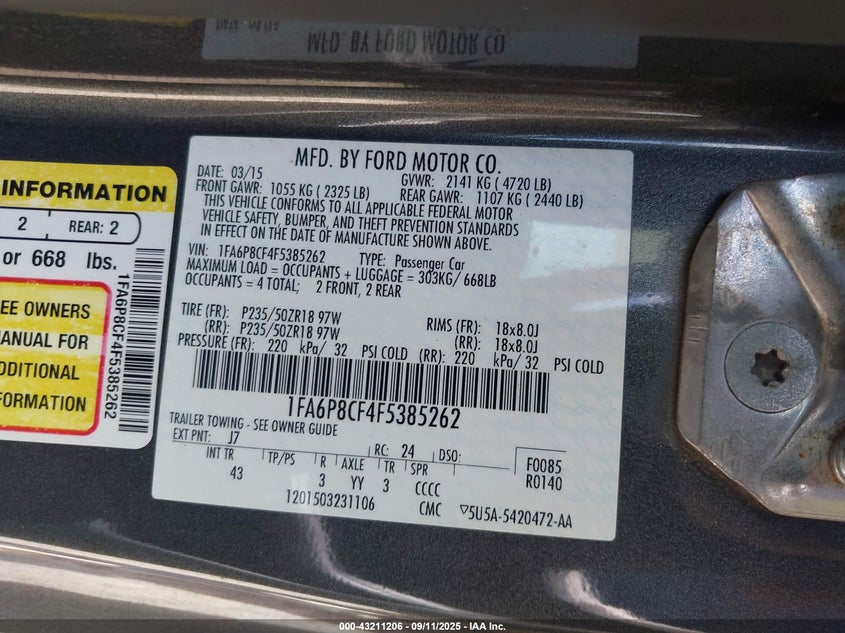 MFD. BY FORD MOTOR CO.
MFD. BY FORD MOTOR CO.
DATE: 03/15 GVWR: 2141 KG ( 4720 LB)
FRONT GAWR: 1055 KG ( 2325 LB) REAR GAWR: 1107 KG ( 2440 LB)
THIS VEHICLE CONFORMS TO ALL APPLICABLE FEDERAL MOTOR
VEHICLE SAFETY, BUMPER, AND THEFT PREVENTION STANDARDS
IN EFFECT ON THE DATE OF MANUFACTURE SHOWN ABOVE.
VIN: 1FA6P8CF4F5385262 TYPE: Passenger Car
MAXIMUM LOAD = OCCUPANTS + LUGGAGE = 303KG/ 668LB
OCCUPANTS = 4 TOTAL; 2 FRONT, 2 REAR
TIRE (FR): P235/50ZR18 97W RIMS (FR): 18x8.0J
(RR): P235/50ZR18 97W (RR): 18x8.0J
PRESSURE (FR): 220 kPa/ 32 PSI COLD (RR): 220 kPa/ 32 PSI COLD
1FA6P8CF4F5385262
TRAILER TOWING - SEE OWNER GUIDE
EXT PNT: J7 RC: 24 DSO: F0085
INT TR TP/PS R AXLE TR SPR R0140
43 3 YY 3 CCCC
1201503231106 CMC ▽5U5A-5420472-AA
INFORMATION
2 REAR: 2
or 668 lbs.
SEE OWNERS
MANUAL FOR
ADDITIONAL
INFORMATION
1FA6P8CF4F5385262
000-43211206 - 09/11/2025 - IAA Inc.